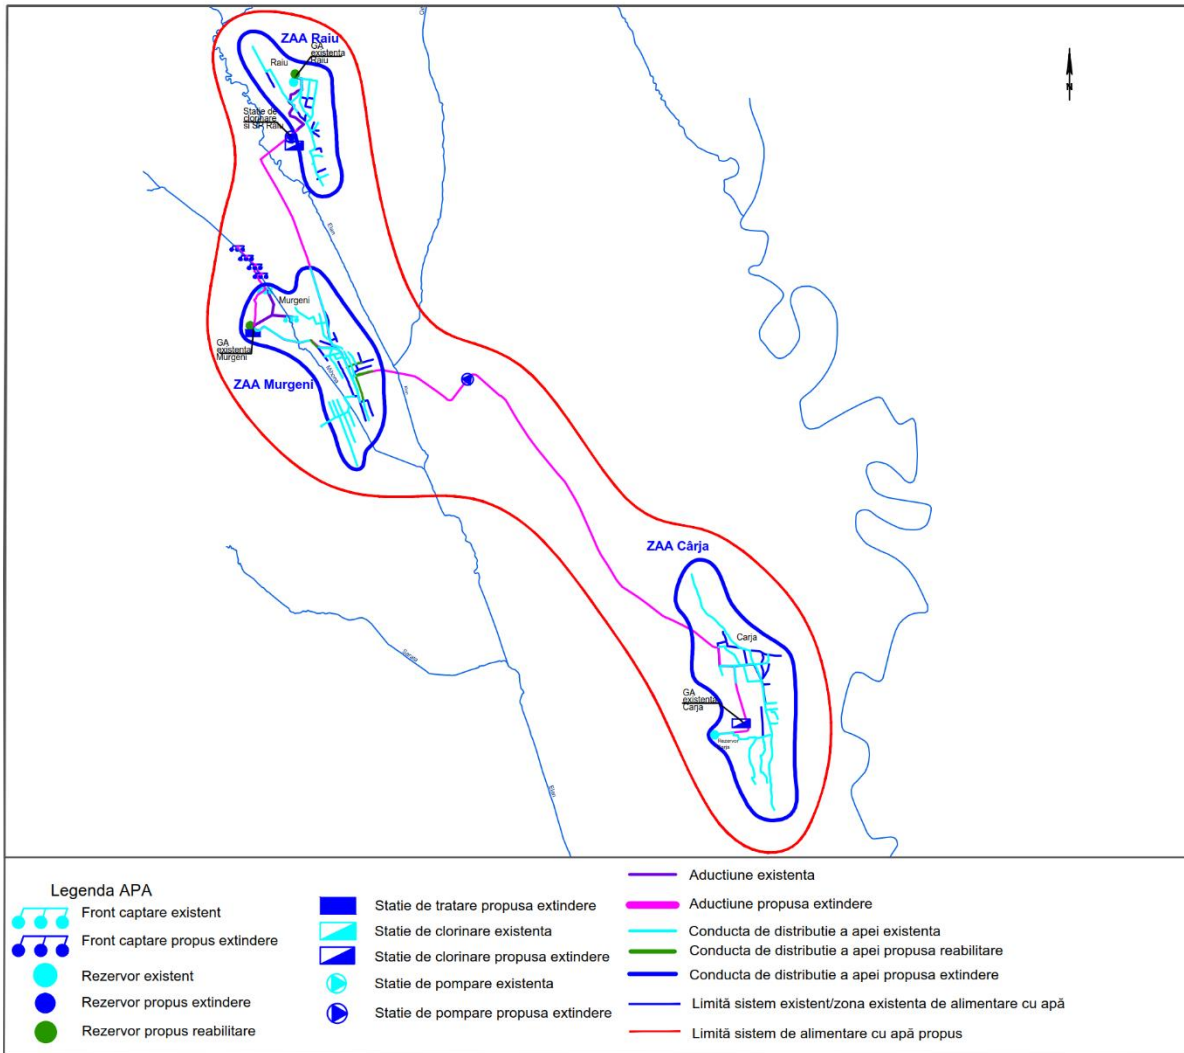 ZAA Raiu
GA
existenta
Raiu
Raiu
Statie de
clorinare
si SP Raiu
Elan
N
Murgeni
GA
existenta
Murgeni
ZAA Murgeni
ZAA Cârja
Carja
GA
existenta
Carja
Rezervor
Elan
Legenda APA
Front captare existent
Front captare propus extindere
Rezervor existent
Rezervor propus extindere
Rezervor propus reabilitare
Statie de tratare propusa extindere
Statie de clorinare existenta
Statie de clorinare propusa extindere
Statie de pompare existenta
Statie de pompare propusa extindere
Aductiune existenta
Aductiune propusa extindere
Conducta de distributie a apei existenta
Conducta de distributie a apei propusa reabilitare
Conducta de distributie a apei propusa extindere
Limită sistem existent/zona existenta de alimentare cu apă
Limită sistem de alimentare cu apă propus